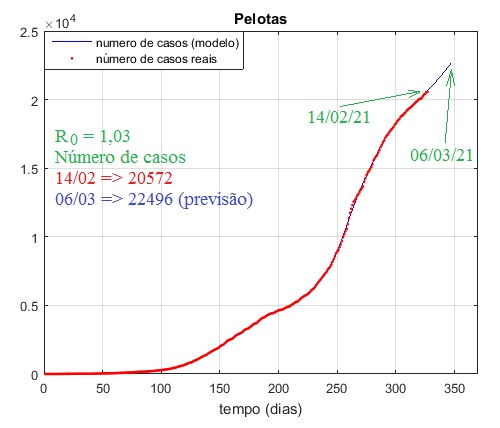 Pelotas
×10⁴
2.5
numero de casos (modelo)
número de casos reais
2
14/02/21
R0 = 1,03
06/03/21
Número de casos
1.5
14/02 => 20572
06/03 => 22496 (previsão)
1
0.5
0
0 50 100 150 200 250 300 350
tempo (dias)